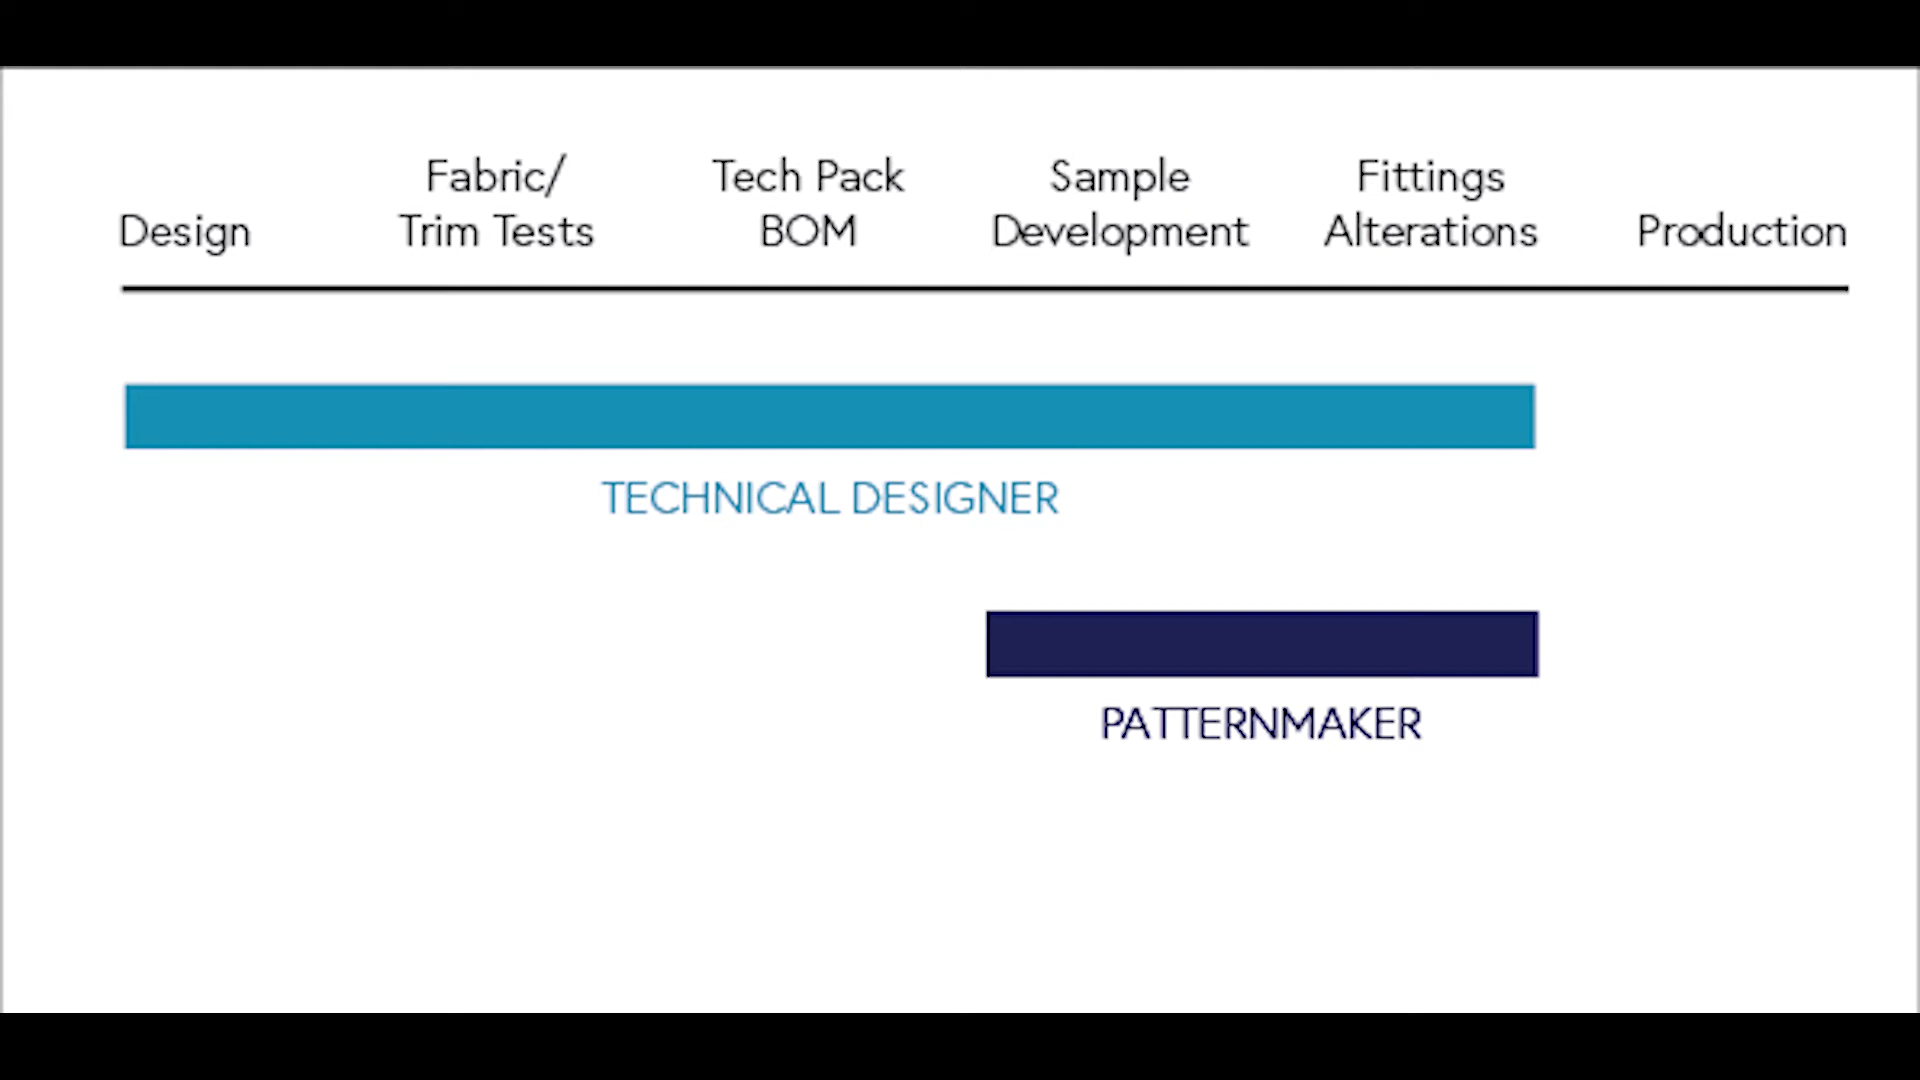 Design
Fabric/
Trim Tests
Tech Pack
BOM
Sample
Development
Fittings
Alterations
Production
TECHNICAL DESIGNER
PATTERNMAKER